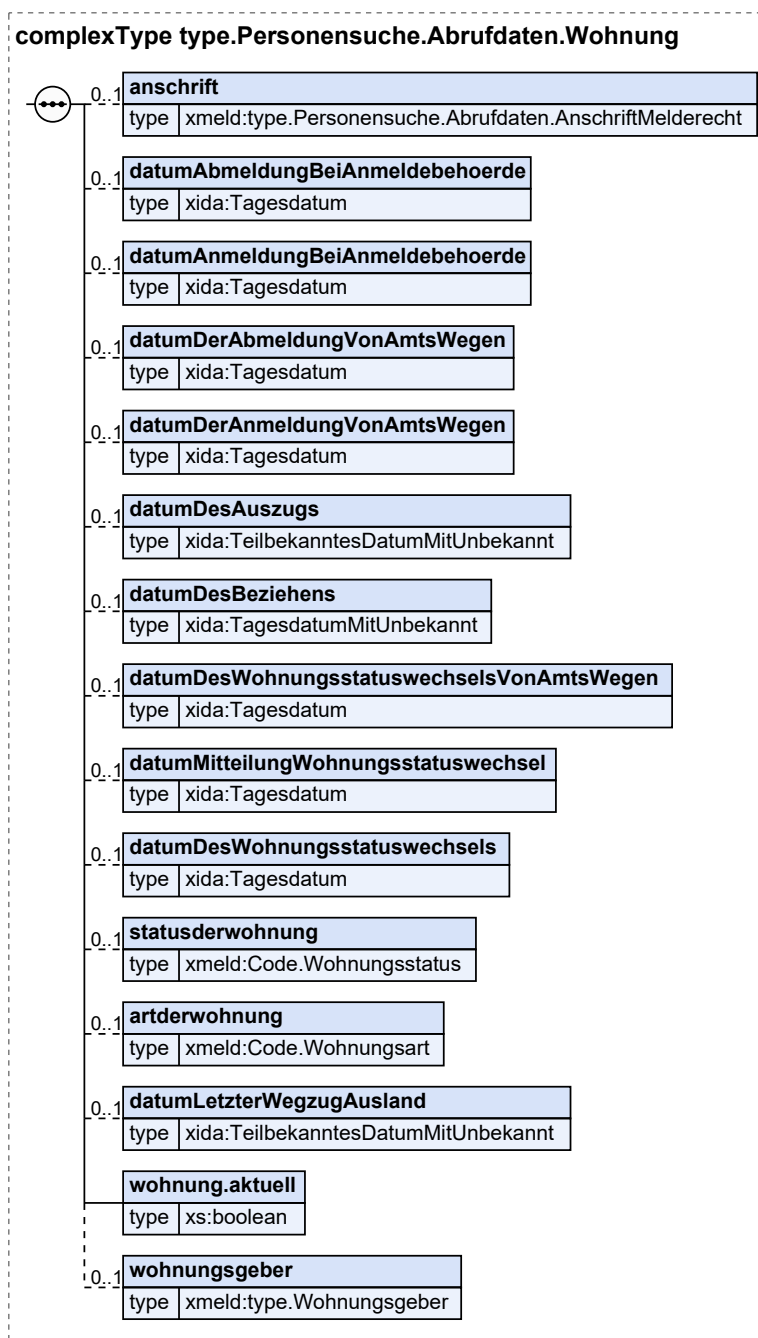 complexType type.Personensuche.Abrufdaten.Wohnung
0..1 anschrift
type xmeld:type.Personensuche.Abrufdaten.AnschriftMelderecht
0..1 datumAbmeldungBeiAnmeldebehoerde
type xida:Tagesdatum
0..1 datumAnmeldungBeiAnmeldebehoerde
type xida:Tagesdatum
0..1 datumDerAbmeldungVonAmtsWegen
type xida:Tagesdatum
0..1 datumDerAnmeldungVonAmtsWegen
type xida:Tagesdatum
0..1 datumDesAuszugs
type xida:TeilbekanntesDatumMitUnbekannt
0..1 datumDesBeziehens
type xida:TagesdatumMitUnbekannt
0..1 datumDesWohnungsstatuswechselsVonAmtsWegen
type xida:Tagesdatum
0..1 datumMitteilungWohnungsstatuswechsel
type xida:Tagesdatum
0..1 datumDesWohnungsstatuswechsels
type xida:Tagesdatum
0..1 statusderwohnung
type xmeld:Code.Wohnungsstatus
0..1 artderwohnung
type xmeld:Code.Wohnungsart
0..1 datumLetzterWegzugAusland
type xida:TeilbekanntesDatumMitUnbekannt
wohnung.aktuell
type xs:boolean
0..1 wohnungsgeber
type xmeld:type.Wohnungsgeber